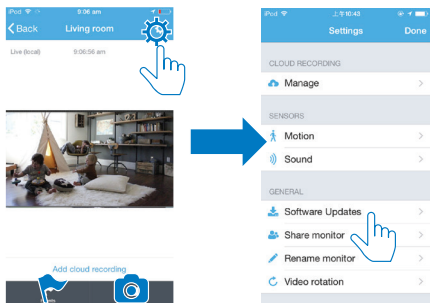 iPod 9:06 am
Back Living room
Live (local) 9:06:56 am
Add cloud recording
iPod 上午10:43
Settings Done
CLOUD RECORDING
Manage
SENSORS
Motion
Sound
GENERAL
Software Updates
Share monitor
Rename monitor
Video rotation